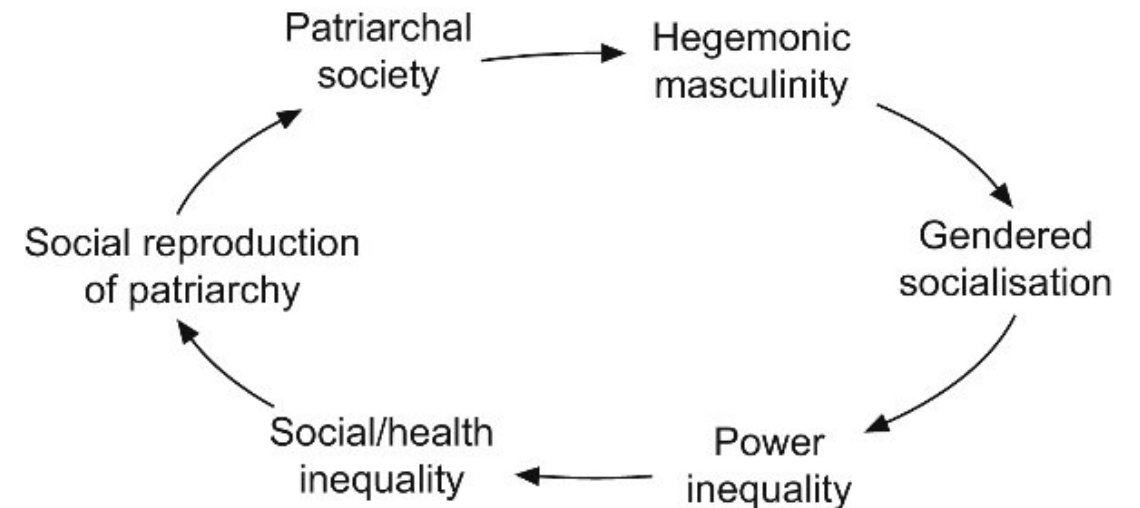 Patriarchal
society
Hegemonic
masculinity
Gendered
socialisation
Power
inequality
Social/health
inequality
Social reproduction
of patriarchy